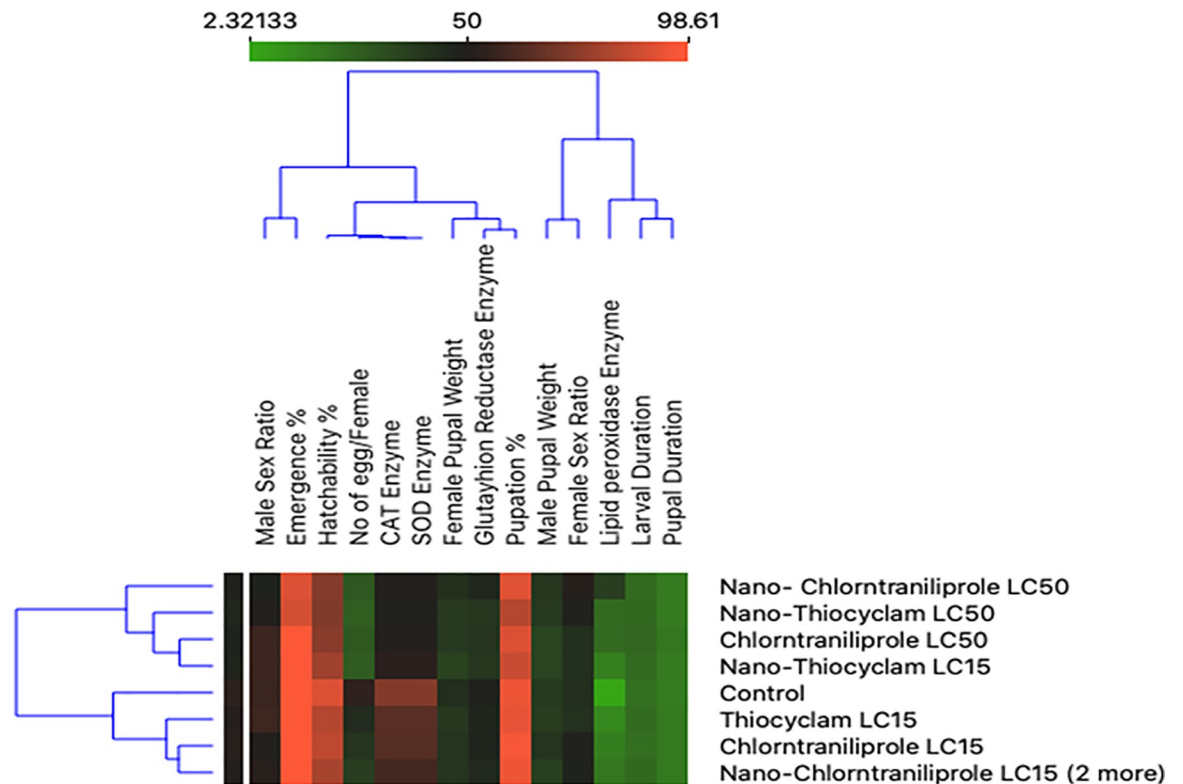 2.32133 50 98.61
Male Sex Ratio
Emergence %
Hatchability %
No of egg/Female
CAT Enzyme
SOD Enzyme
Female Pupal Weight
Glutayhion Reductase Enzyme
Pupation %
Male Pupal Weight
Female Sex Ratio
Lipid peroxidase Enzyme
Larval Duration
Pupal Duration
Nano- Chlorntraniliprole LC50
Nano-Thiocyclam LC50
Chlorntraniliprole LC50
Nano-Thiocyclam LC15
Control
Thiocyclam LC15
Chlorntraniliprole LC15
Nano-Chlorntraniliprole LC15 (2 more)